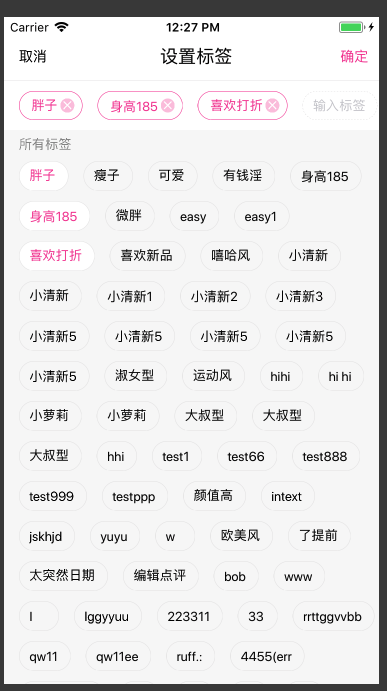 Carrier 12:27 PM
取消 设置标签 确定
胖子 身高185 喜欢打折 输入标签
所有标签
胖子 瘦子 可爱 有钱淫 身高185
身高185 微胖 easy easy1
喜欢打折 喜欢新品 嘻哈风 小清新
小清新 小清新1 小清新2 小清新3
小清新5 小清新5 小清新5 小清新5
小清新5 淑女型 运动风 hihi hi hi
小萝莉 小萝莉 大叔型 大叔型
大叔型 hhi test1 test66 test888
test999 testppp 颜值高 intext
jskhjd yuyu w 欧美风 了提前
太突然日期 编辑点评 bob www
223311 33 rrttggvvbb
qw11 qw11ee ruff.: 4455(err